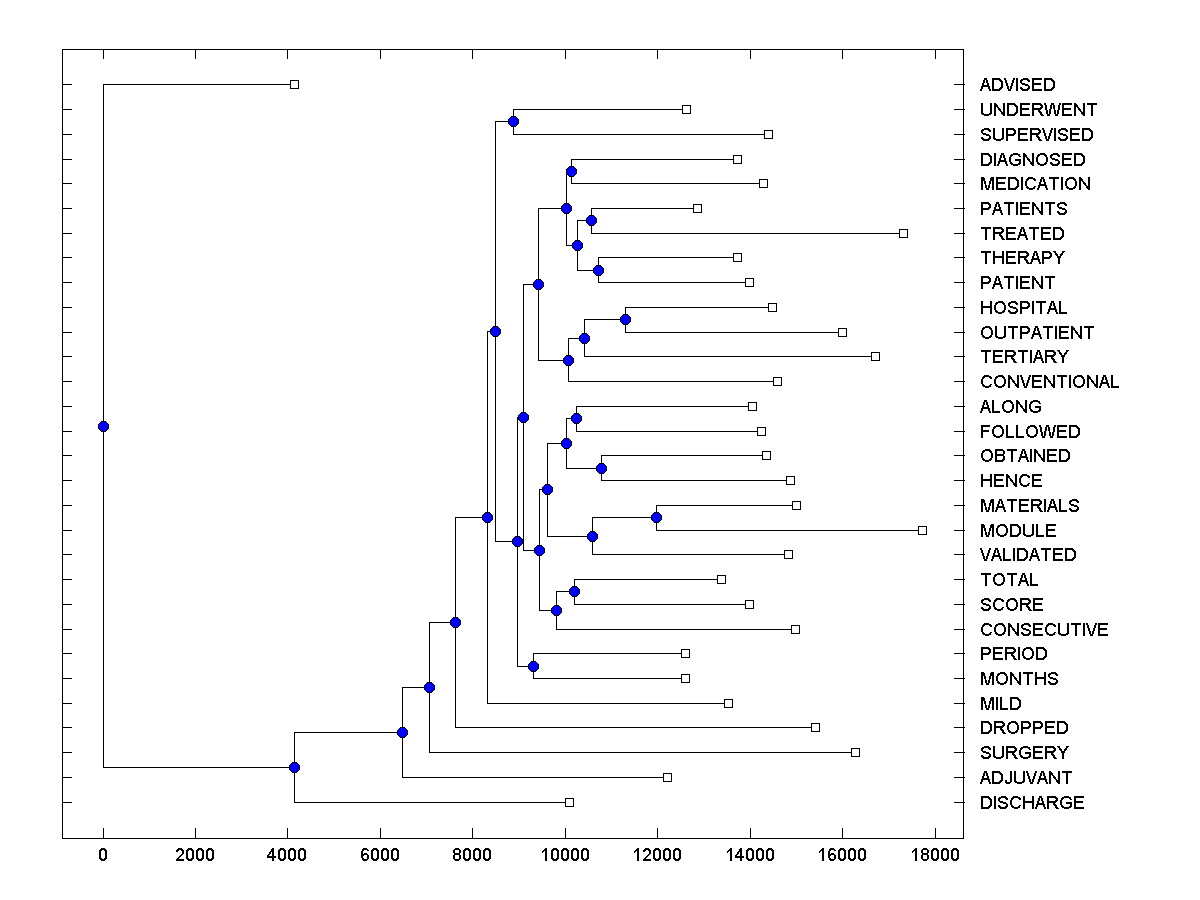 ADVISED
UNDERWENT
SUPERVISED
DIAGNOSED
MEDICATION
PATIENTS
TREATED
THERAPY
PATIENT
HOSPITAL
OUTPATIENT
TERTIARY
CONVENTIONAL
ALONG
FOLLOWED
OBTAINED
HENCE
MATERIALS
MODULE
VALIDATED
TOTAL
SCORE
CONSECUTIVE
PERIOD
MONTHS
MILD
DROPPED
SURGERY
ADJUVANT
DISCHARGE
0 2000 4000 6000 8000 10000 12000 14000 16000 18000